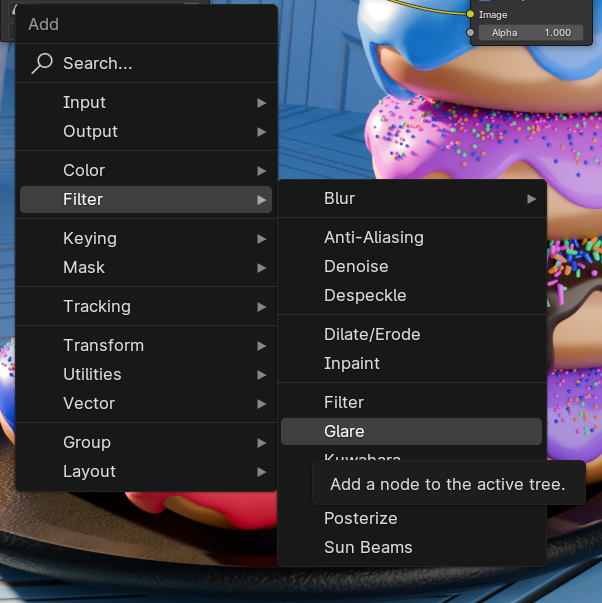 Image
Alpha 1.000
Add
Search...
Input
Output
Color
Filter
Keying
Mask
Tracking
Transform
Utilities
Vector
Group
Layout
Blur
Anti-Aliasing
Denoise
Despeckle
Dilate/Erode
Inpaint
Filter
Glare
Kuwahara
Add a node to the active tree.
Posterize
Sun Beams